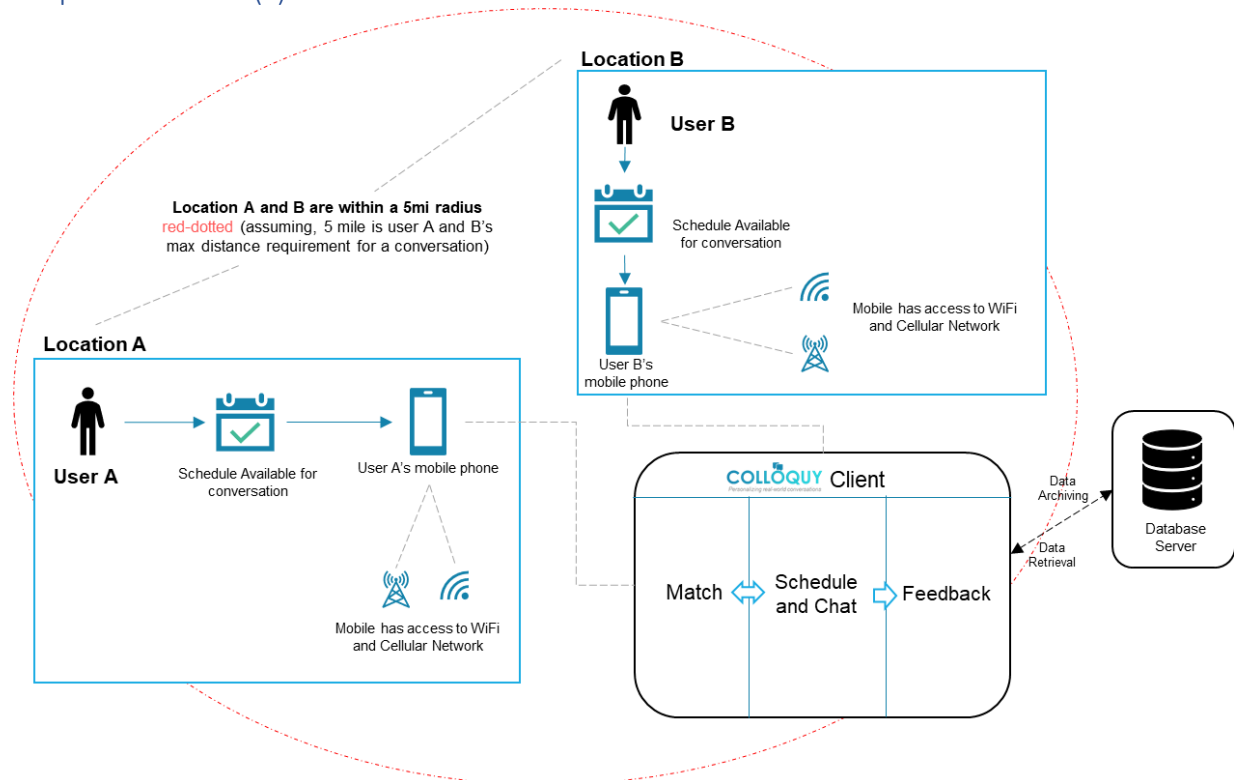 Location B
User B
Schedule Available
for conversation
User B's
mobile phone
Mobile has access to WiFi
and Cellular Network
Location A and B are within a 5mi radius
red-dotted (assuming, 5 mile is user A and B's
max distance requirement for a conversation)
Location A
User A
Schedule Available for
conversation
User A's mobile phone
Mobile has access to WiFi
and Cellular Network
COLLOQUY Client
Personalizing real-world conversations
Match
Schedule
and Chat
Feedback
Data
Archiving
Data
Retrieval
Database
Server